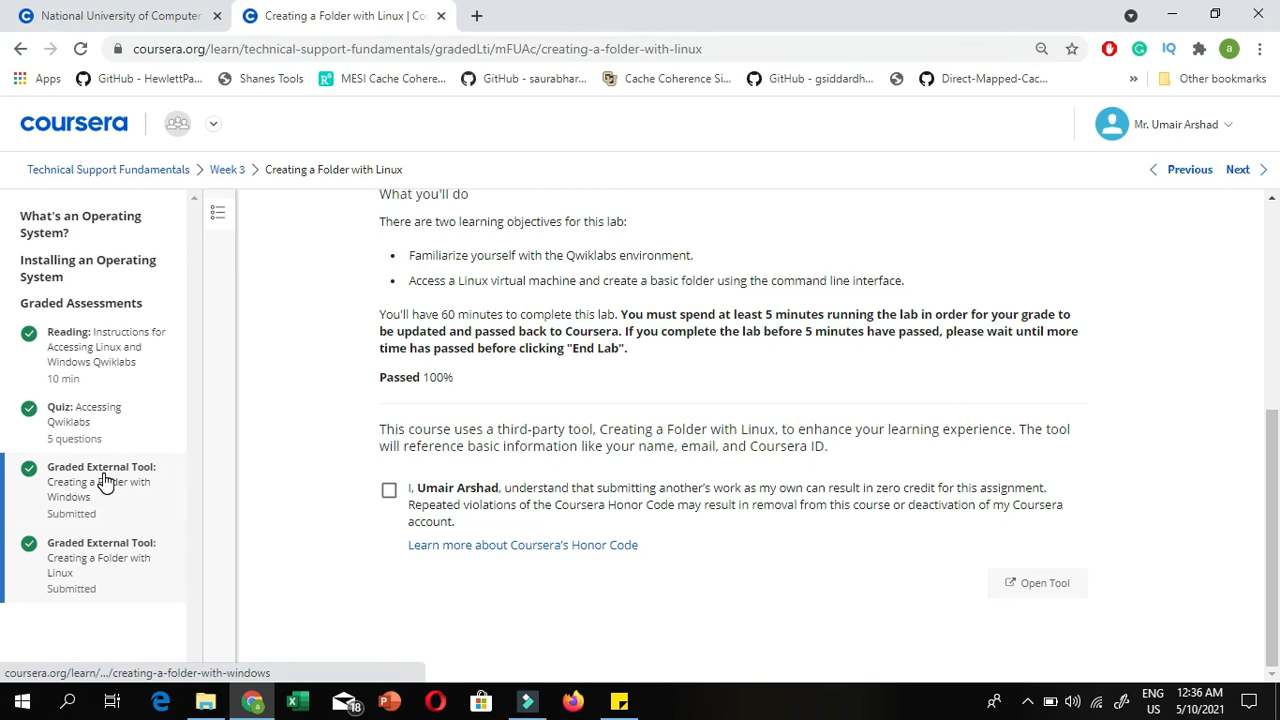 National University of Computer
Creating a Folder with Linux | Co
coursera.org/learn/technical-support-fundamentals/gradedLti/mFUAc/creating-a-folder-with-linux
IQ
a
Apps
GitHub - HewlettPa...
Shanes Tools
MESI Cache Cohere...
GitHub - saurabhar...
Cache Coherence Si...
GitHub - gsiddardh...
Direct-Mapped-Cac...
»
Other bookmarks
coursera
Mr. Umair Arshad
Technical Support Fundamentals
Week 3
Creating a Folder with Linux
Previous
Next
What's an Operating
System?
Installing an Operating
System
Graded Assessments
Reading: Instructions for
Accessing Linux and
Windows Qwiklabs
10 min
Quiz: Accessing
Qwiklabs
5 questions
Graded External Tool:
Creating a Folder with
Windows
Submitted
Graded External Tool:
Creating a Folder with
Linux
Submitted
What you'll do
There are two learning objectives for this lab:
• Familiarize yourself with the Qwiklabs environment.
• Access a Linux virtual machine and create a basic folder using the command line interface.
You'll have 60 minutes to complete this lab. You must spend at least 5 minutes running the lab in order for your grade to
be updated and passed back to Coursera. If you complete the lab before 5 minutes have passed, please wait until more
time has passed before clicking "End Lab".
Passed 100%
This course uses a third-party tool, Creating a Folder with Linux, to enhance your learning experience. The tool
will reference basic information like your name, email, and Coursera ID.
I, Umair Arshad, understand that submitting another's work as my own can result in zero credit for this assignment.
Repeated violations of the Coursera Honor Code may result in removal from this course or deactivation of my Coursera
account.
Learn more about Coursera's Honor Code
Open Tool
coursera.org/learn/.../creating-a-folder-with-windows
18
ENG
US
12:36 AM
5/10/2021